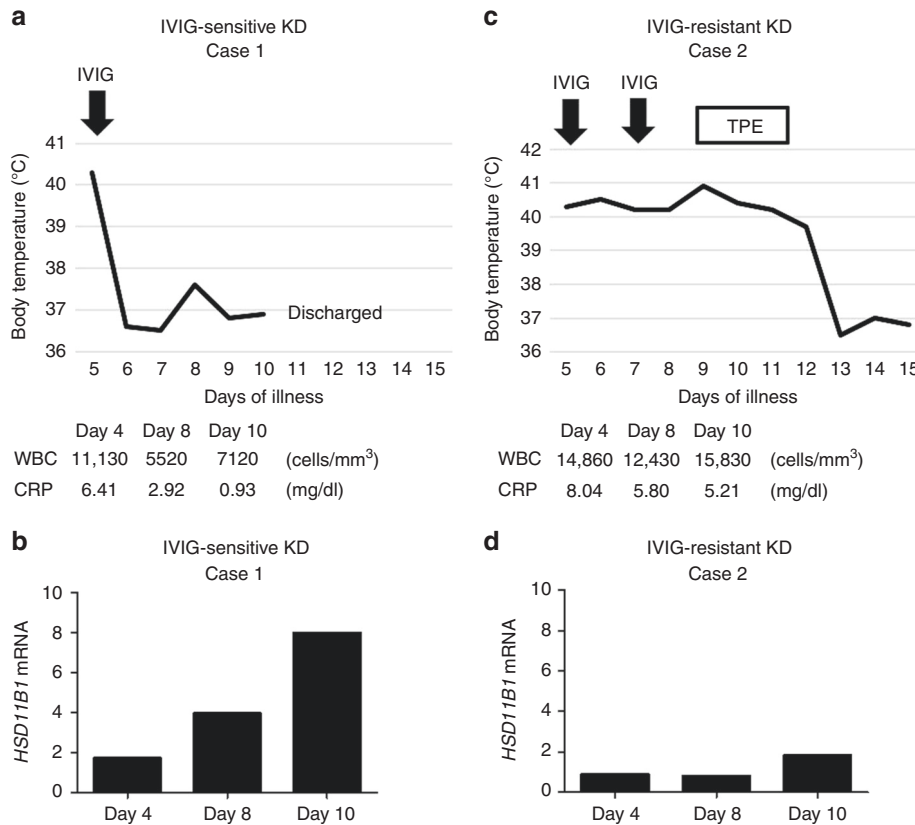 a
IVIG-sensitive KD
Case 1
IVIG
Body temperature (°C)
41
40
39
38
37
36
Discharged
5 6 7 8 9 10 11 12 13 14 15
Days of illness
Day 4 Day 8 Day 10
WBC 11,130 5520 7120 (cells/mm³)
CRP 6.41 2.92 0.93 (mg/dl)
c
IVIG-resistant KD
Case 2
IVIG IVIG
TPE
Body temperature (°C)
42
41
40
39
38
37
36
5 6 7 8 9 10 11 12 13 14 15
Days of illness
Day 4 Day 8 Day 10
WBC 14,860 12,430 15,830 (cells/mm³)
CRP 8.04 5.80 5.21 (mg/dl)
b
IVIG-sensitive KD
Case 1
HSD11B1 mRNA
10
8
6
4
2
0
Day 4 Day 8 Day 10
d
IVIG-resistant KD
Case 2
HSD11B1 mRNA
10
8
6
4
2
0
Day 4 Day 8 Day 10